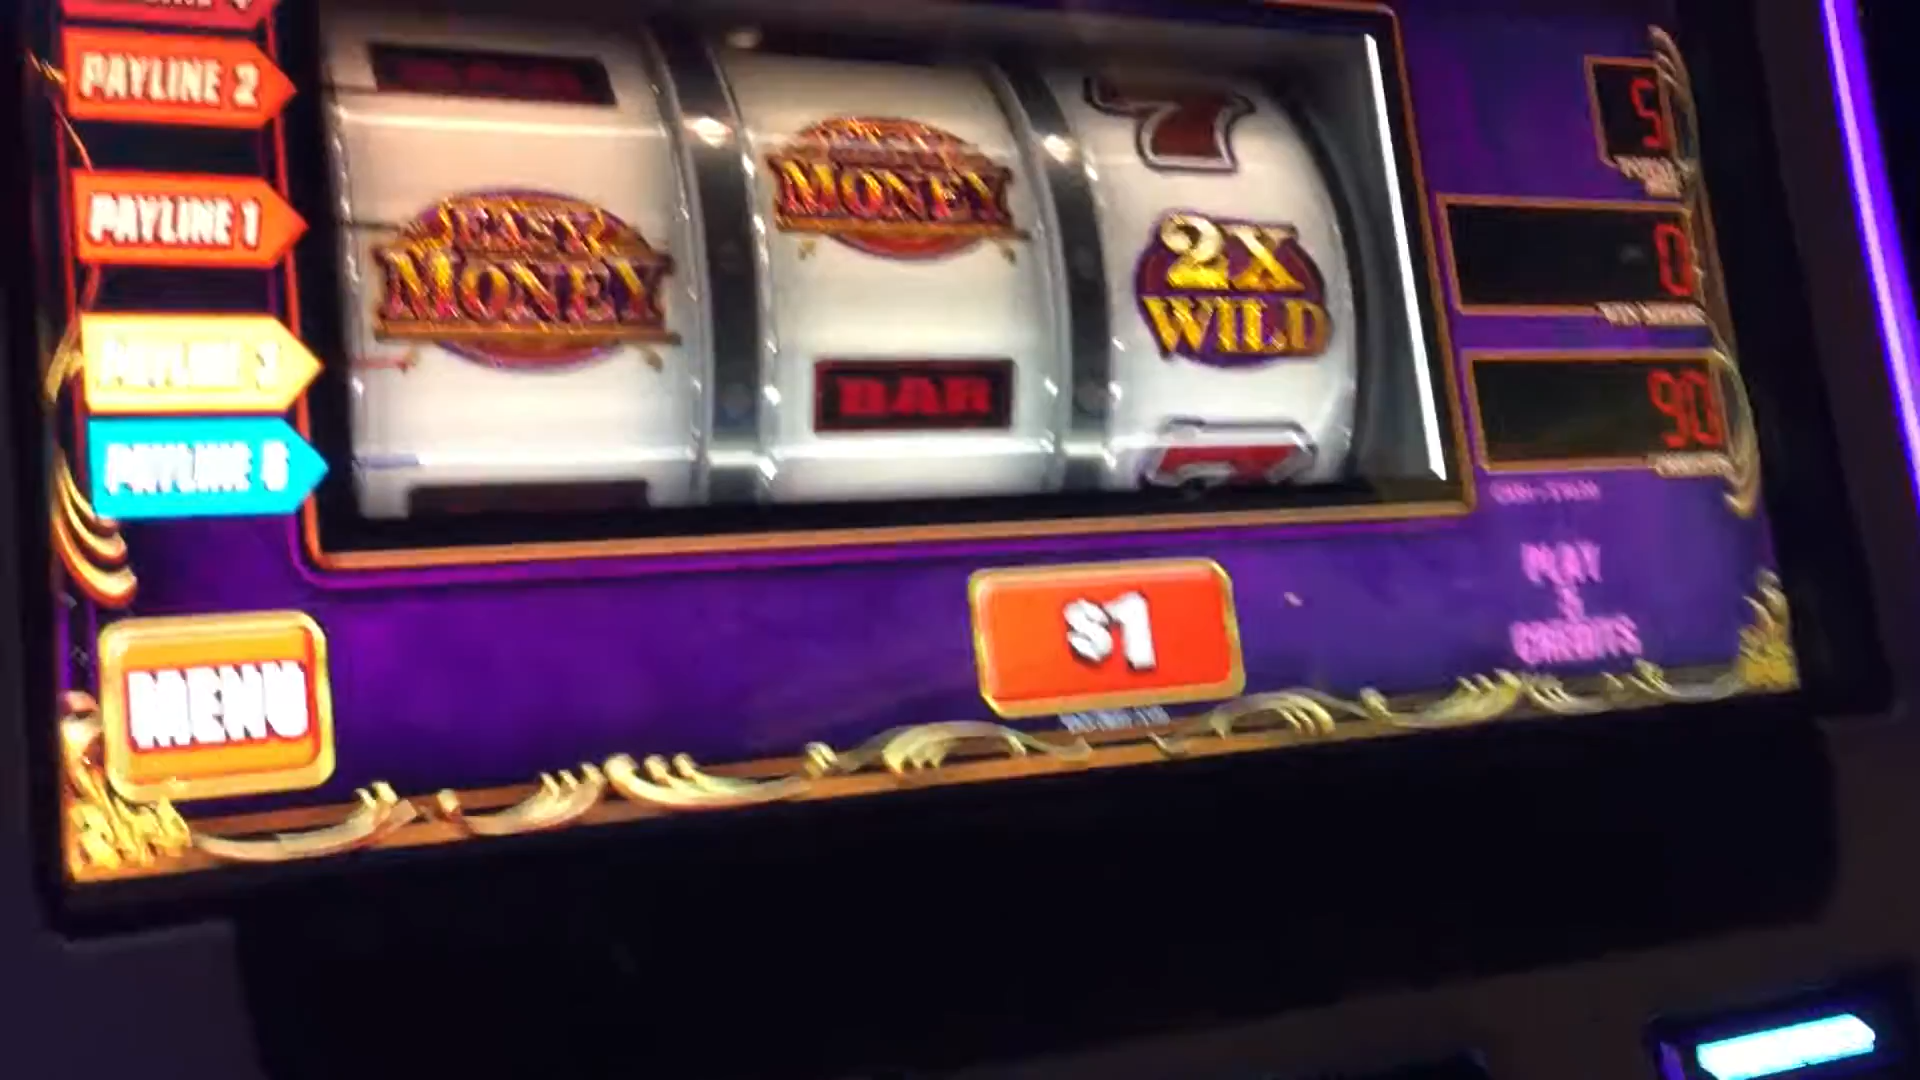 PAYLINE 2
PAYLINE 1
PAYLINE 3
PAYLINE 5
MENU
EASY
MONEY
MONEY
BAR
7
2X
WILD
5
0
90
$1
PLAY
CREDITS